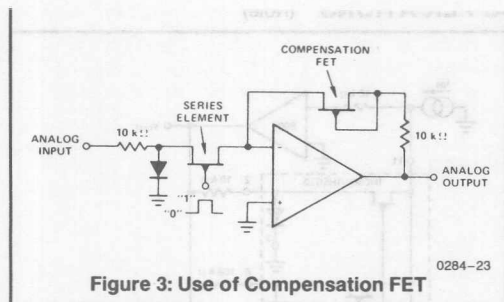 COMPENSATION
FET
SERIES
ELEMENT
10 kΩ
ANALOG
INPUT
10 kΩ
ANALOG
OUTPUT
"1"
"0"
-
+
0284-23
Figure 3: Use of Compensation FET